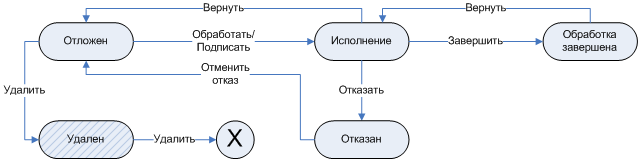 Вернуть
Вернуть
Отложен
Обработать/
Подписать
Исполнение
Завершить
Обработка
завершена
Отменить
отказ
Удалить
Отказать
Удален
Удалить
X
Отказан